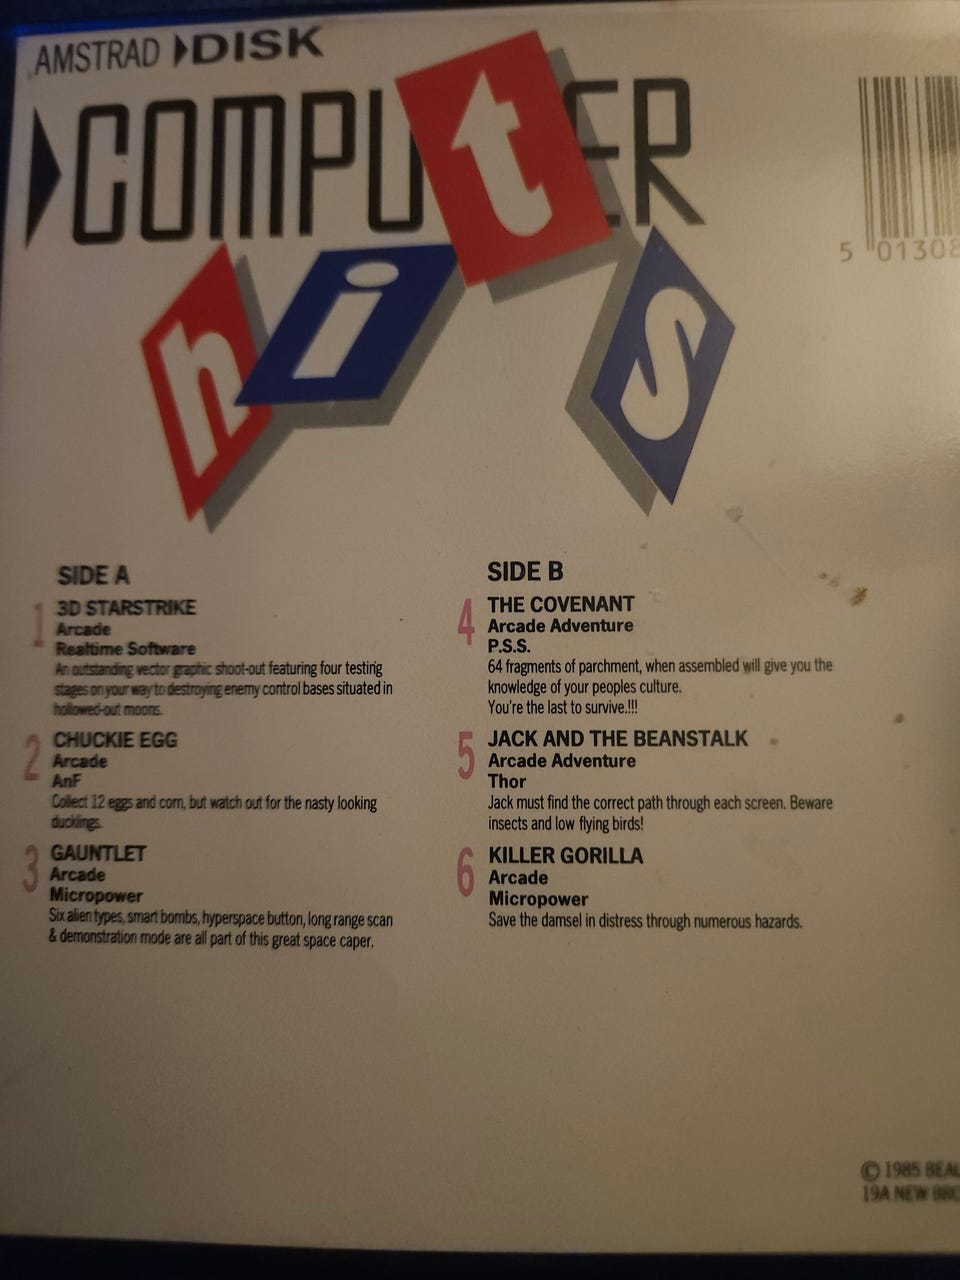 AMSTRAD DISK
COMPUTER
hits
5 01308
SIDE A
1 3D STARSTRIKE
Arcade
Realtime Software
An outstanding vector graphic shoot-out featuring four testing
stages on your way to destroying enemy control bases situated in
hollowed-out moons.
2 CHUCKIE EGG
Arcade
AnF
Collect 12 eggs and corn, but watch out for the nasty looking
ducklings.
3 GAUNTLET
Arcade
Micropower
Six alien types, smart bombs, hyperspace button, long range scan
& demonstration mode are all part of this great space caper.
SIDE B
4 THE COVENANT
Arcade Adventure
P.S.S.
64 fragments of parchment, when assembled will give you the
knowledge of your peoples culture.
You're the last to survive.!!!
5 JACK AND THE BEANSTALK
Arcade Adventure
Thor
Jack must find the correct path through each screen. Beware
insects and low flying birds!
6 KILLER GORILLA
Arcade
Micropower
Save the damsel in distress through numerous hazards.
© 1985 BEAU
19A NEW BRO